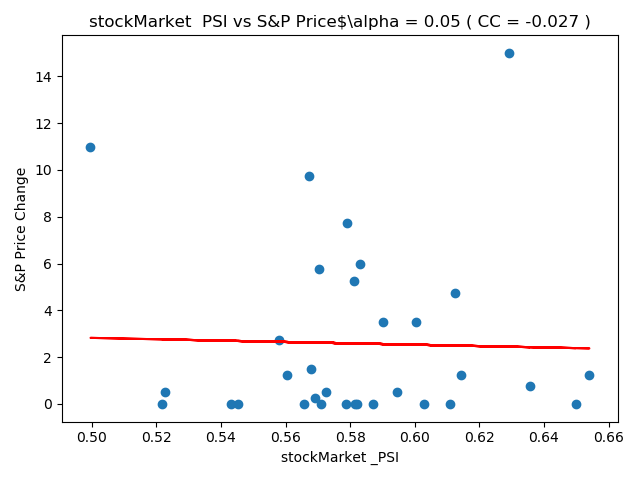 stockMarket  PSI vs S&P Price$\alpha = 0.05 ( CC = -0.027 )
14
12
10
8
6
4
2
0
S&P Price Change
0.50 0.52 0.54 0.56 0.58 0.60 0.62 0.64 0.66
stockMarket _PSI